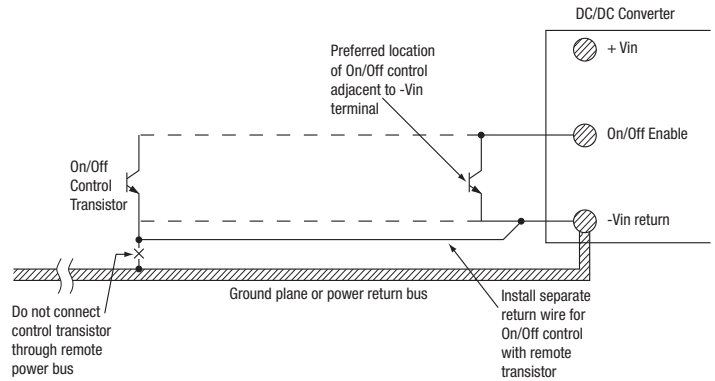 DC/DC Converter
+ Vin
Preferred location
of On/Off control
adjacent to -Vin
terminal
On/Off Enable
On/Off
Control
Transistor
-Vin return
Ground plane or power return bus
Do not connect
control transistor
through remote
power bus
Install separate
return wire for
On/Off control
with remote
transistor